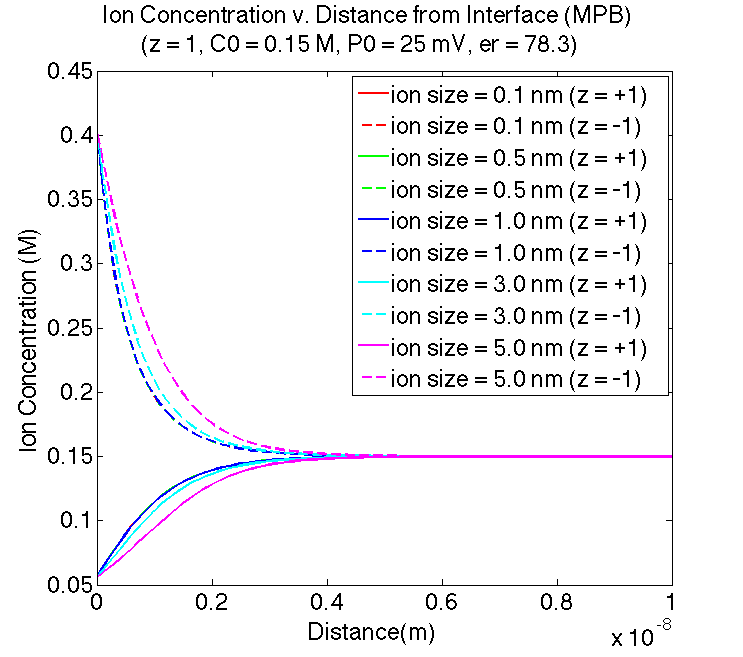 Ion Concentration v. Distance from Interface (MPB)
(z = 1, C0 = 0.15 M, P0 = 25 mV, er = 78.3)
0.45
0.4
0.35
0.3
0.25
0.2
0.15
0.1
0.05
Ion Concentration (M)
ion size = 0.1 nm (z = +1)
ion size = 0.1 nm (z = -1)
ion size = 0.5 nm (z = +1)
ion size = 0.5 nm (z = -1)
ion size = 1.0 nm (z = +1)
ion size = 1.0 nm (z = -1)
ion size = 3.0 nm (z = +1)
ion size = 3.0 nm (z = -1)
ion size = 5.0 nm (z = +1)
ion size = 5.0 nm (z = -1)
0 0.2 0.4 0.6 0.8 1
Distance(m)
x 10⁻⁸